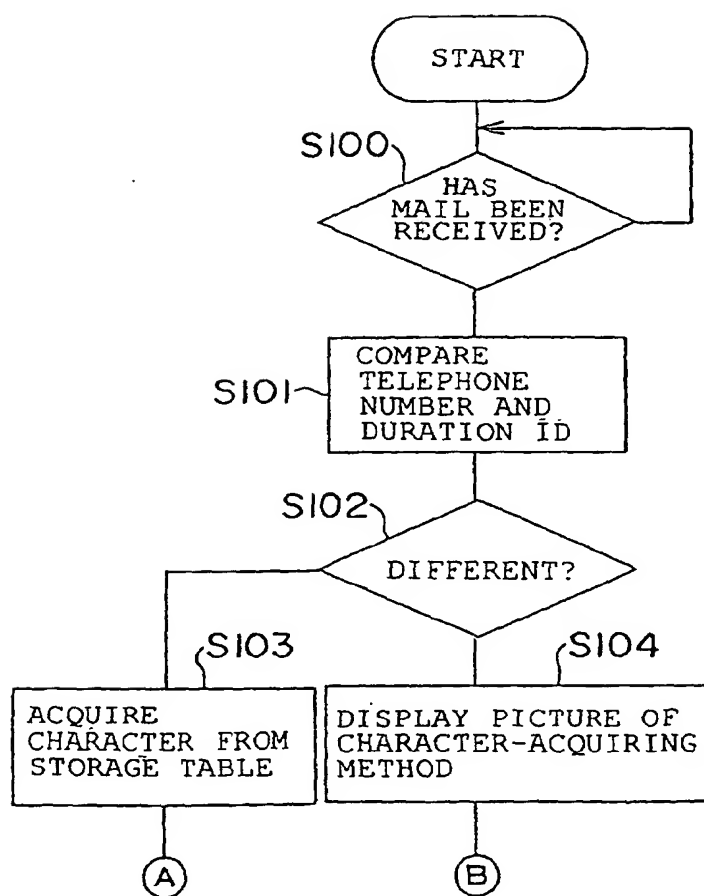 START
S100
HAS
MAIL BEEN
RECEIVED?
S101
COMPARE
TELEPHONE
NUMBER AND
DURATION ID
S102
DIFFERENT?
S103
ACQUIRE
CHARACTER FROM
STORAGE TABLE
S104
DISPLAY PICTURE OF
CHARACTER-ACQUIRING
METHOD
A
B